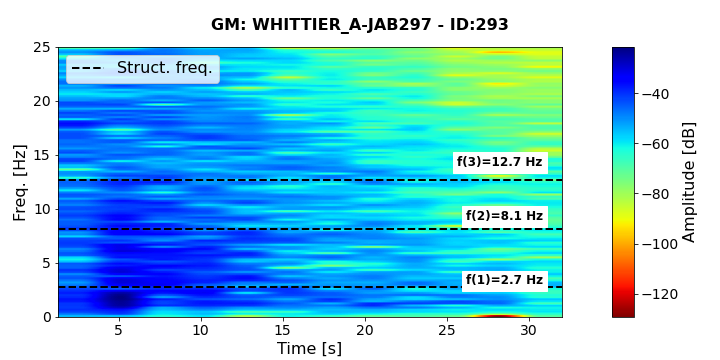 GM: WHITTIER_A-JAB297 - ID:293
25
20
15
10
5
0
Freq. [Hz]
Struct. freq.
f(3)=12.7 Hz
f(2)=8.1 Hz
f(1)=2.7 Hz
5
10
15
20
25
30
Time [s]
−40
−60
−80
−100
−120
Amplitude [dB]